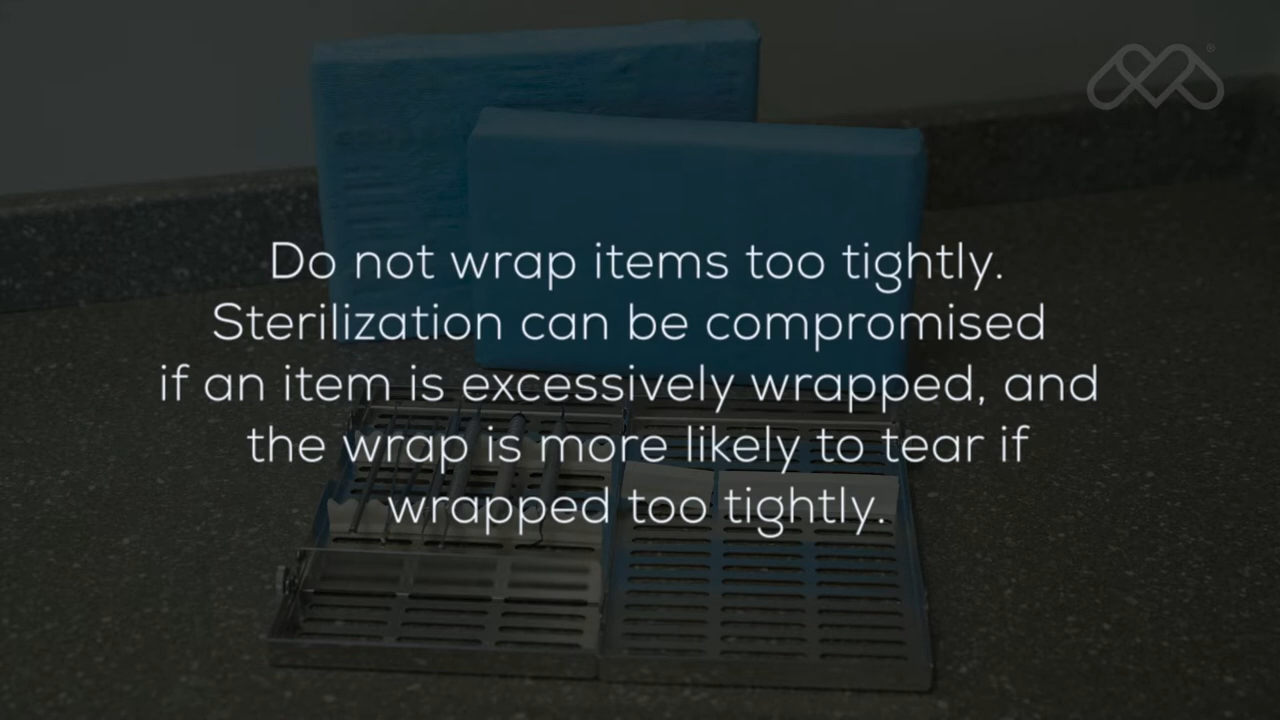 Do not wrap items too tightly.
Sterilization can be compromised
if an item is excessively wrapped, and
the wrap is more likely to tear if
wrapped too tightly.